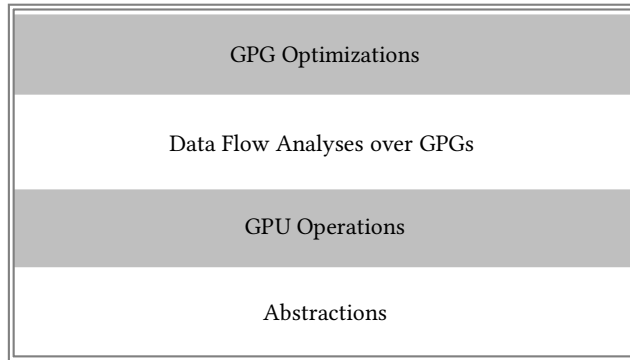 GPG Optimizations
Data Flow Analyses over GPGs
GPU Operations
Abstractions